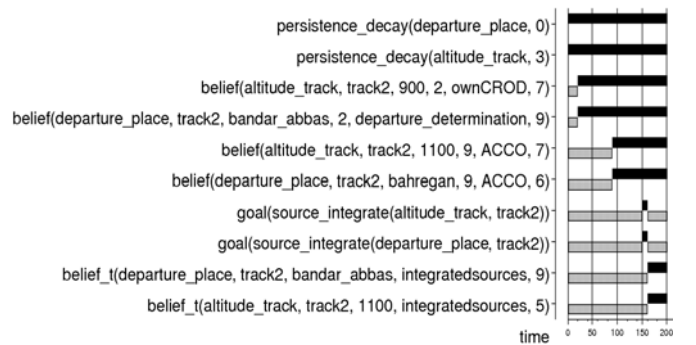 persistence_decay(departure_place, 0)
persistence_decay(altitude_track, 3)
belief(altitude_track, track2, 900, 2, ownCROD, 7)
belief(departure_place, track2, bandar_abbas, 2, departure_determination, 9)
belief(altitude_track, track2, 1100, 9, ACCO, 7)
belief(departure_place, track2, bahregan, 9, ACCO, 6)
goal(source_integrate(altitude_track, track2))
goal(source_integrate(departure_place, track2))
belief_t(departure_place, track2, bandar_abbas, integratedsources, 9)
belief_t(altitude_track, track2, 1100, integratedsources, 5)
time 0 50 100 150 200